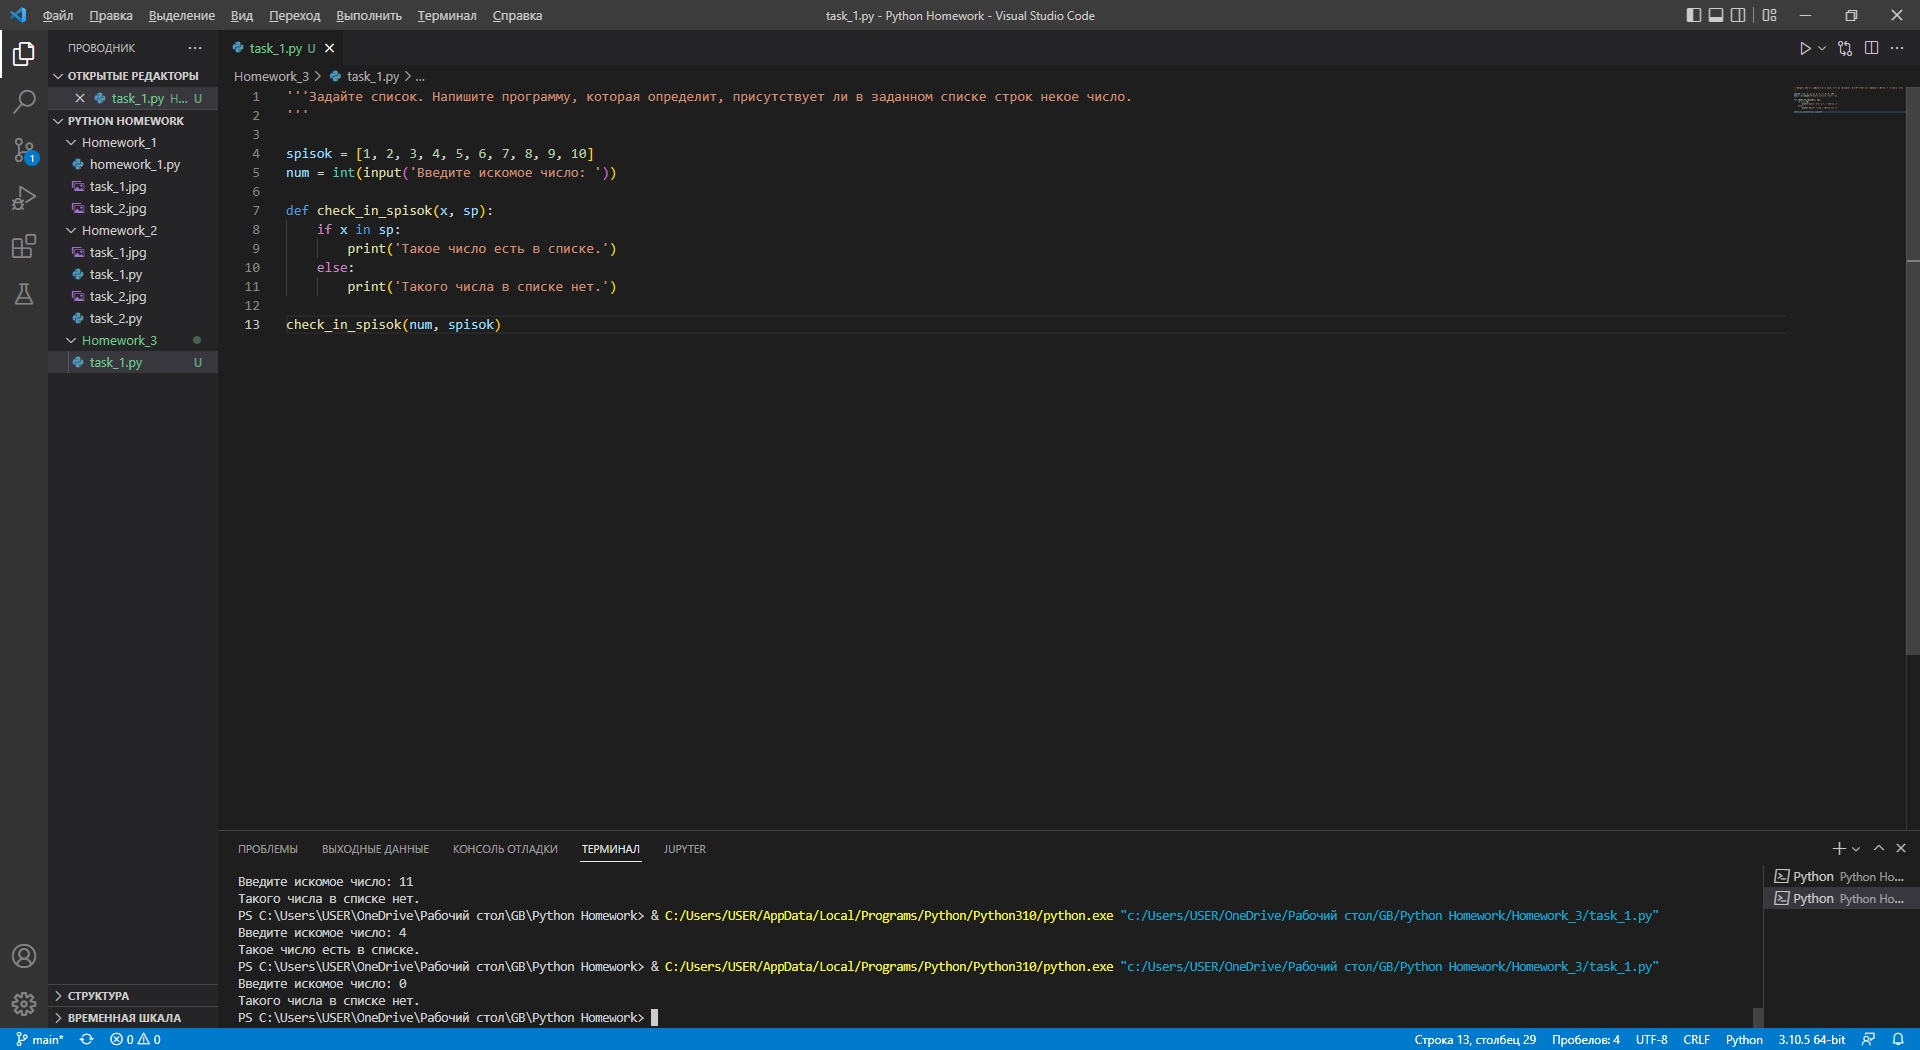 Файл Правка Выделение Вид Переход Выполнить Терминал Справка
task_1.py - Python Homework - Visual Studio Code
ПРОВОДНИК
ОТКРЫТЫЕ РЕДАКТОРЫ
task_1.py H... U
PYTHON HOMEWORK
Homework_1
homework_1.py
task_1.jpg
task_2.jpg
Homework_2
task_1.jpg
task_1.py
task_2.jpg
task_2.py
Homework_3
task_1.py U
СТРУКТУРА
ВРЕМЕННАЯ ШКАЛА
1
task_1.py U
Homework_3 > task_1.py > ...
1 '''Задайте список. Напишите программу, которая определит, присутствует ли в заданном списке строк некое число.
2 '''
3
4 spisok = [1, 2, 3, 4, 5, 6, 7, 8, 9, 10]
5 num = int(input('Введите искомое число: '))
6
7 def check_in_spisok(x, sp):
8 if x in sp:
9 print('Такое число есть в списке.')
10 else:
11 print('Такого числа в списке нет.')
12
13 check_in_spisok(num, spisok)
ПРОБЛЕМЫ ВЫХОДНЫЕ ДАННЫЕ КОНСОЛЬ ОТЛАДКИ ТЕРМИНАЛ JUPYTER
Введите искомое число: 11
Такого числа в списке нет.
PS C:\Users\USER\OneDrive\Рабочий стол\GB\Python Homework> & C:/Users/USER/AppData/Local/Programs/Python/Python310/python.exe "c:/Users/USER/OneDrive/Рабочий стол/GB/Python Homework/Homework_3/task_1.py"
Введите искомое число: 4
Такое число есть в списке.
PS C:\Users\USER\OneDrive\Рабочий стол\GB\Python Homework> & C:/Users/USER/AppData/Local/Programs/Python/Python310/python.exe "c:/Users/USER/OneDrive/Рабочий стол/GB/Python Homework/Homework_3/task_1.py"
Введите искомое число: 0
Такого числа в списке нет.
PS C:\Users\USER\OneDrive\Рабочий стол\GB\Python Homework>
Python Python Ho...
Python Python Ho...
main* 0 0 Строка 13, столбец 29 Пробелов: 4 UTF-8 CRLF Python 3.10.5 64-bit